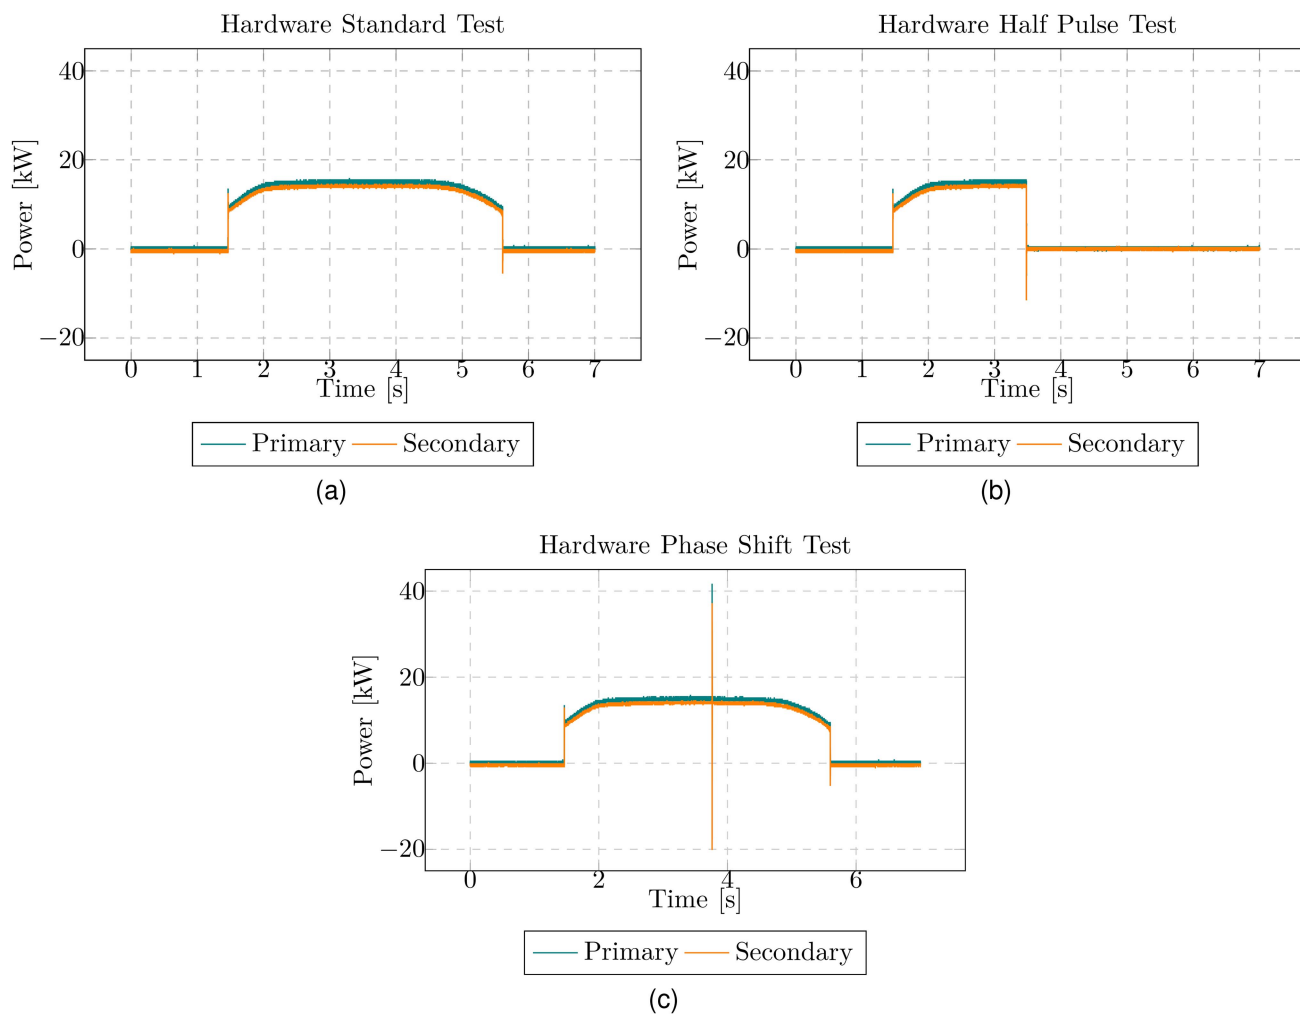 Hardware Standard Test
Power [kW]
40
20
0
−20
0 1 2 3 4 5 6 7
Time [s]
Primary Secondary
(a)
Hardware Half Pulse Test
Power [kW]
40
20
0
−20
0 1 2 3 4 5 6 7
Time [s]
Primary Secondary
(b)
Hardware Phase Shift Test
Power [kW]
40
20
0
−20
0 2 4 6
Time [s]
Primary Secondary
(c)